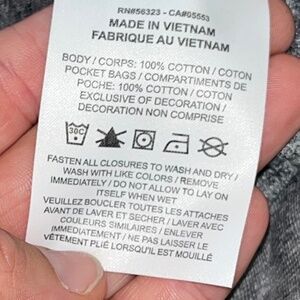 RN#56323 - CA#05553
MADE IN VIETNAM
FABRIQUE AU VIETNAM
BODY / CORPS: 100% COTTON / COTON
POCKET BAGS / COMPARTIMENTS DE
POCHE: 100% COTTON / COTON
EXCLUSIVE OF DECORATION /
DECORATION NON COMPRISE
30C
FASTEN ALL CLOSURES TO WASH AND DRY /
WASH WITH LIKE COLORS / REMOVE
IMMEDIATELY / DO NOT ALLOW TO LAY ON
ITSELF WHEN WET
VEUILLEZ BOUCLER TOUTES LES ATTACHES
AVANT DE LAVER ET SECHER / LAVER AVEC
COULEURS SIMILAIRES / ENLEVER
IMMÉDIATEMENT / NE PAS LAISSER LE
VÊTEMENT PLIÉ LORSQU'IL EST MOUILLÉ